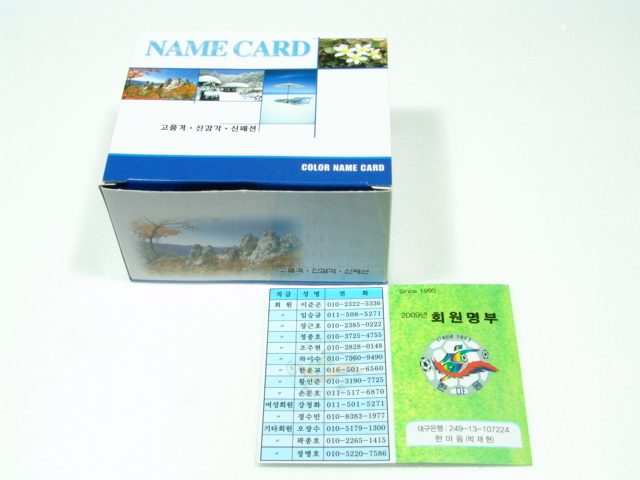 NAME CARD
고품격 · 신감각 · 신패션
COLOR NAME CARD
고품격 · 신감각 · 신패션
직급 성명 전화
회원 이준곤 010-2322-5336
〃 임승규 011-508-5271
〃 장근호 010-2385-0222
〃 정종호 010-3725-4755
〃 조주현 010-2828-0148
〃 하이수 010-7560-9490
〃 한윤교 016-501-6560
〃 황인준 010-3190-7725
〃 손문호 011-517-6870
여성회원 강정화 011-501-5271
〃 정수민 010-8383-1977
기타회원 오장수 010-5179-1300
〃 곽종호 010-2265-1415
〃 정병호 010-5220-7586
Since 1995
2009년 회원명부
한마음
대구은행 : 249-13-107224
한 마 음 (박 재 현)